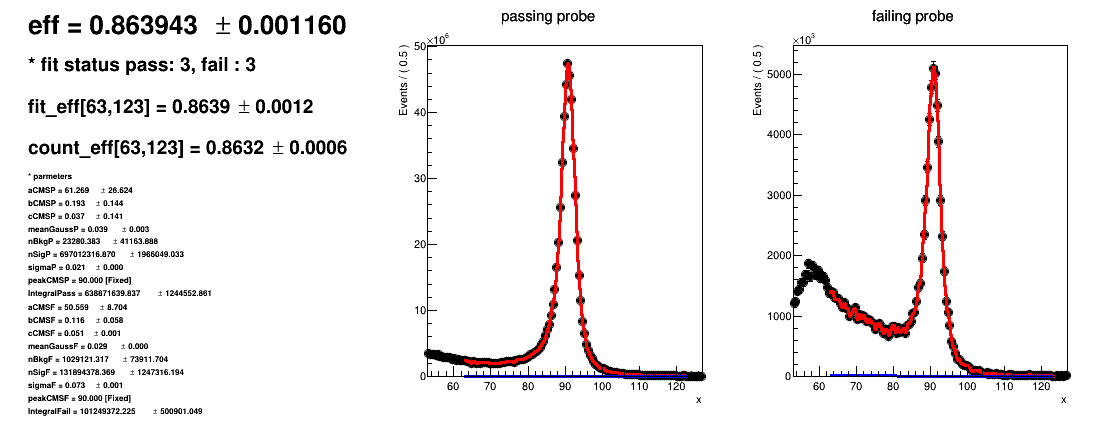 eff = 0.863943 ± 0.001160
* fit status pass: 3, fail : 3
fit_eff[63,123] = 0.8639 ± 0.0012
count_eff[63,123] = 0.8632 ± 0.0006
* parmeters
aCMSP = 61.269 ± 26.624
bCMSP = 0.193 ± 0.144
cCMSP = 0.037 ± 0.141
meanGaussP = 0.039 ± 0.003
nBkgP = 23280.383 ± 41163.888
nSigP = 697012316.870 ± 1966049.033
sigmaP = 0.021 ± 0.000
peakCMSP = 90.000 [Fixed]
IntegralPass = 638871639.837 ± 1244552.861
aCMSF = 50.559 ± 8.704
bCMSF = 0.116 ± 0.058
cCMSF = 0.051 ± 0.001
meanGaussF = 0.029 ± 0.000
nBkgF = 1029121.317 ± 73911.704
nSigF = 131894378.369 ± 1247316.194
sigmaF = 0.073 ± 0.001
peakCMSF = 90.000 [Fixed]
IntegralFail = 101249372.225 ± 500901.049
passing probe
×10⁶
Events / ( 0.5 )
50
40
30
20
10
0
60 70 80 90 100 110 120
x
failing probe
×10³
Events / ( 0.5 )
5000
4000
3000
2000
1000
0
60 70 80 90 100 110 120
x